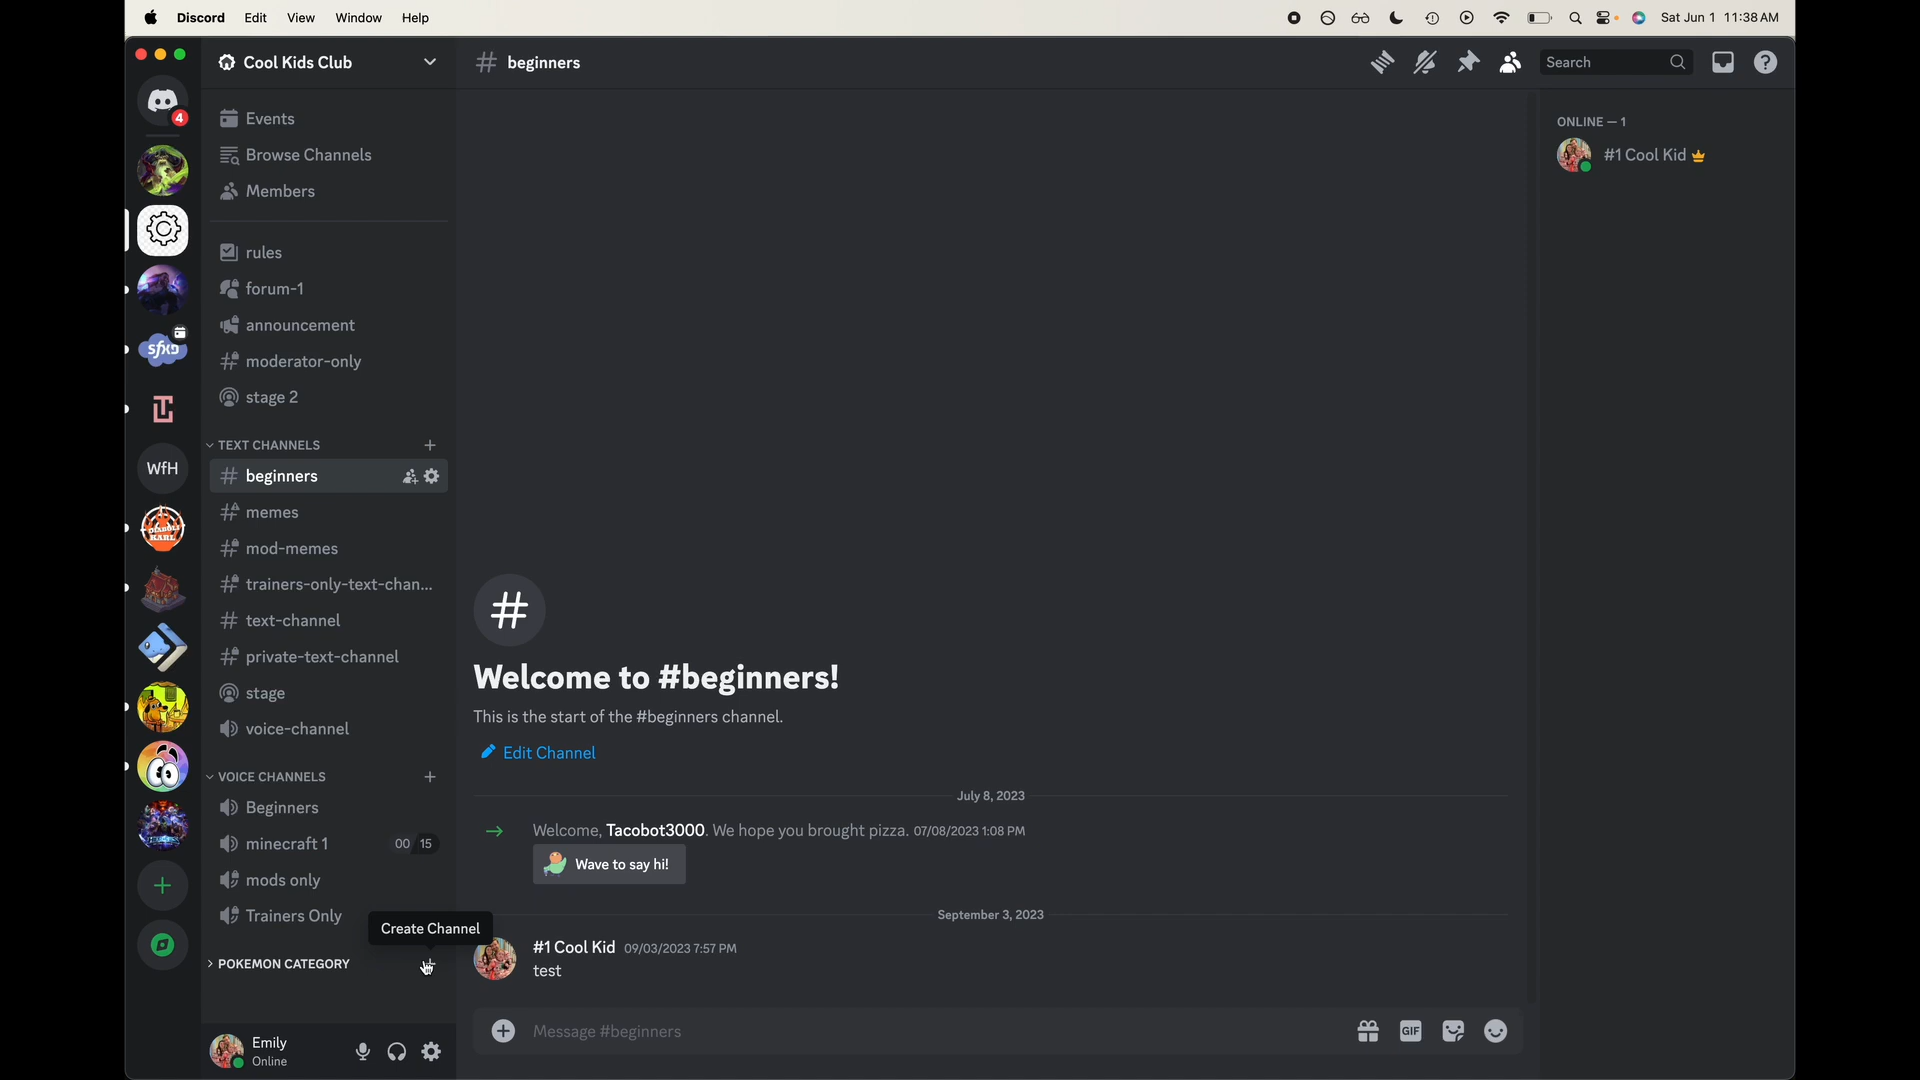 Discord Edit View Window Help
Sat Jun 1 11:38 AM
Cool Kids Club
# beginners
Search
4
Events
Browse Channels
Members
rules
forum-1
announcement
moderator-only
stage 2
TEXT CHANNELS
beginners
memes
mod-memes
trainers-only-text-chan...
text-channel
private-text-channel
stage
voice-channel
VOICE CHANNELS
Beginners
minecraft 1 00 15
mods only
Trainers Only
Create Channel
POKEMON CATEGORY
Emily
Online
sfxd
WfH
Welcome to #beginners!
This is the start of the #beginners channel.
Edit Channel
July 8, 2023
Welcome, Tacobot3000. We hope you brought pizza. 07/08/2023 1:08 PM
Wave to say hi!
September 3, 2023
#1 Cool Kid 09/03/2023 7:57 PM
test
Message #beginners
GIF
ONLINE — 1
#1 Cool Kid